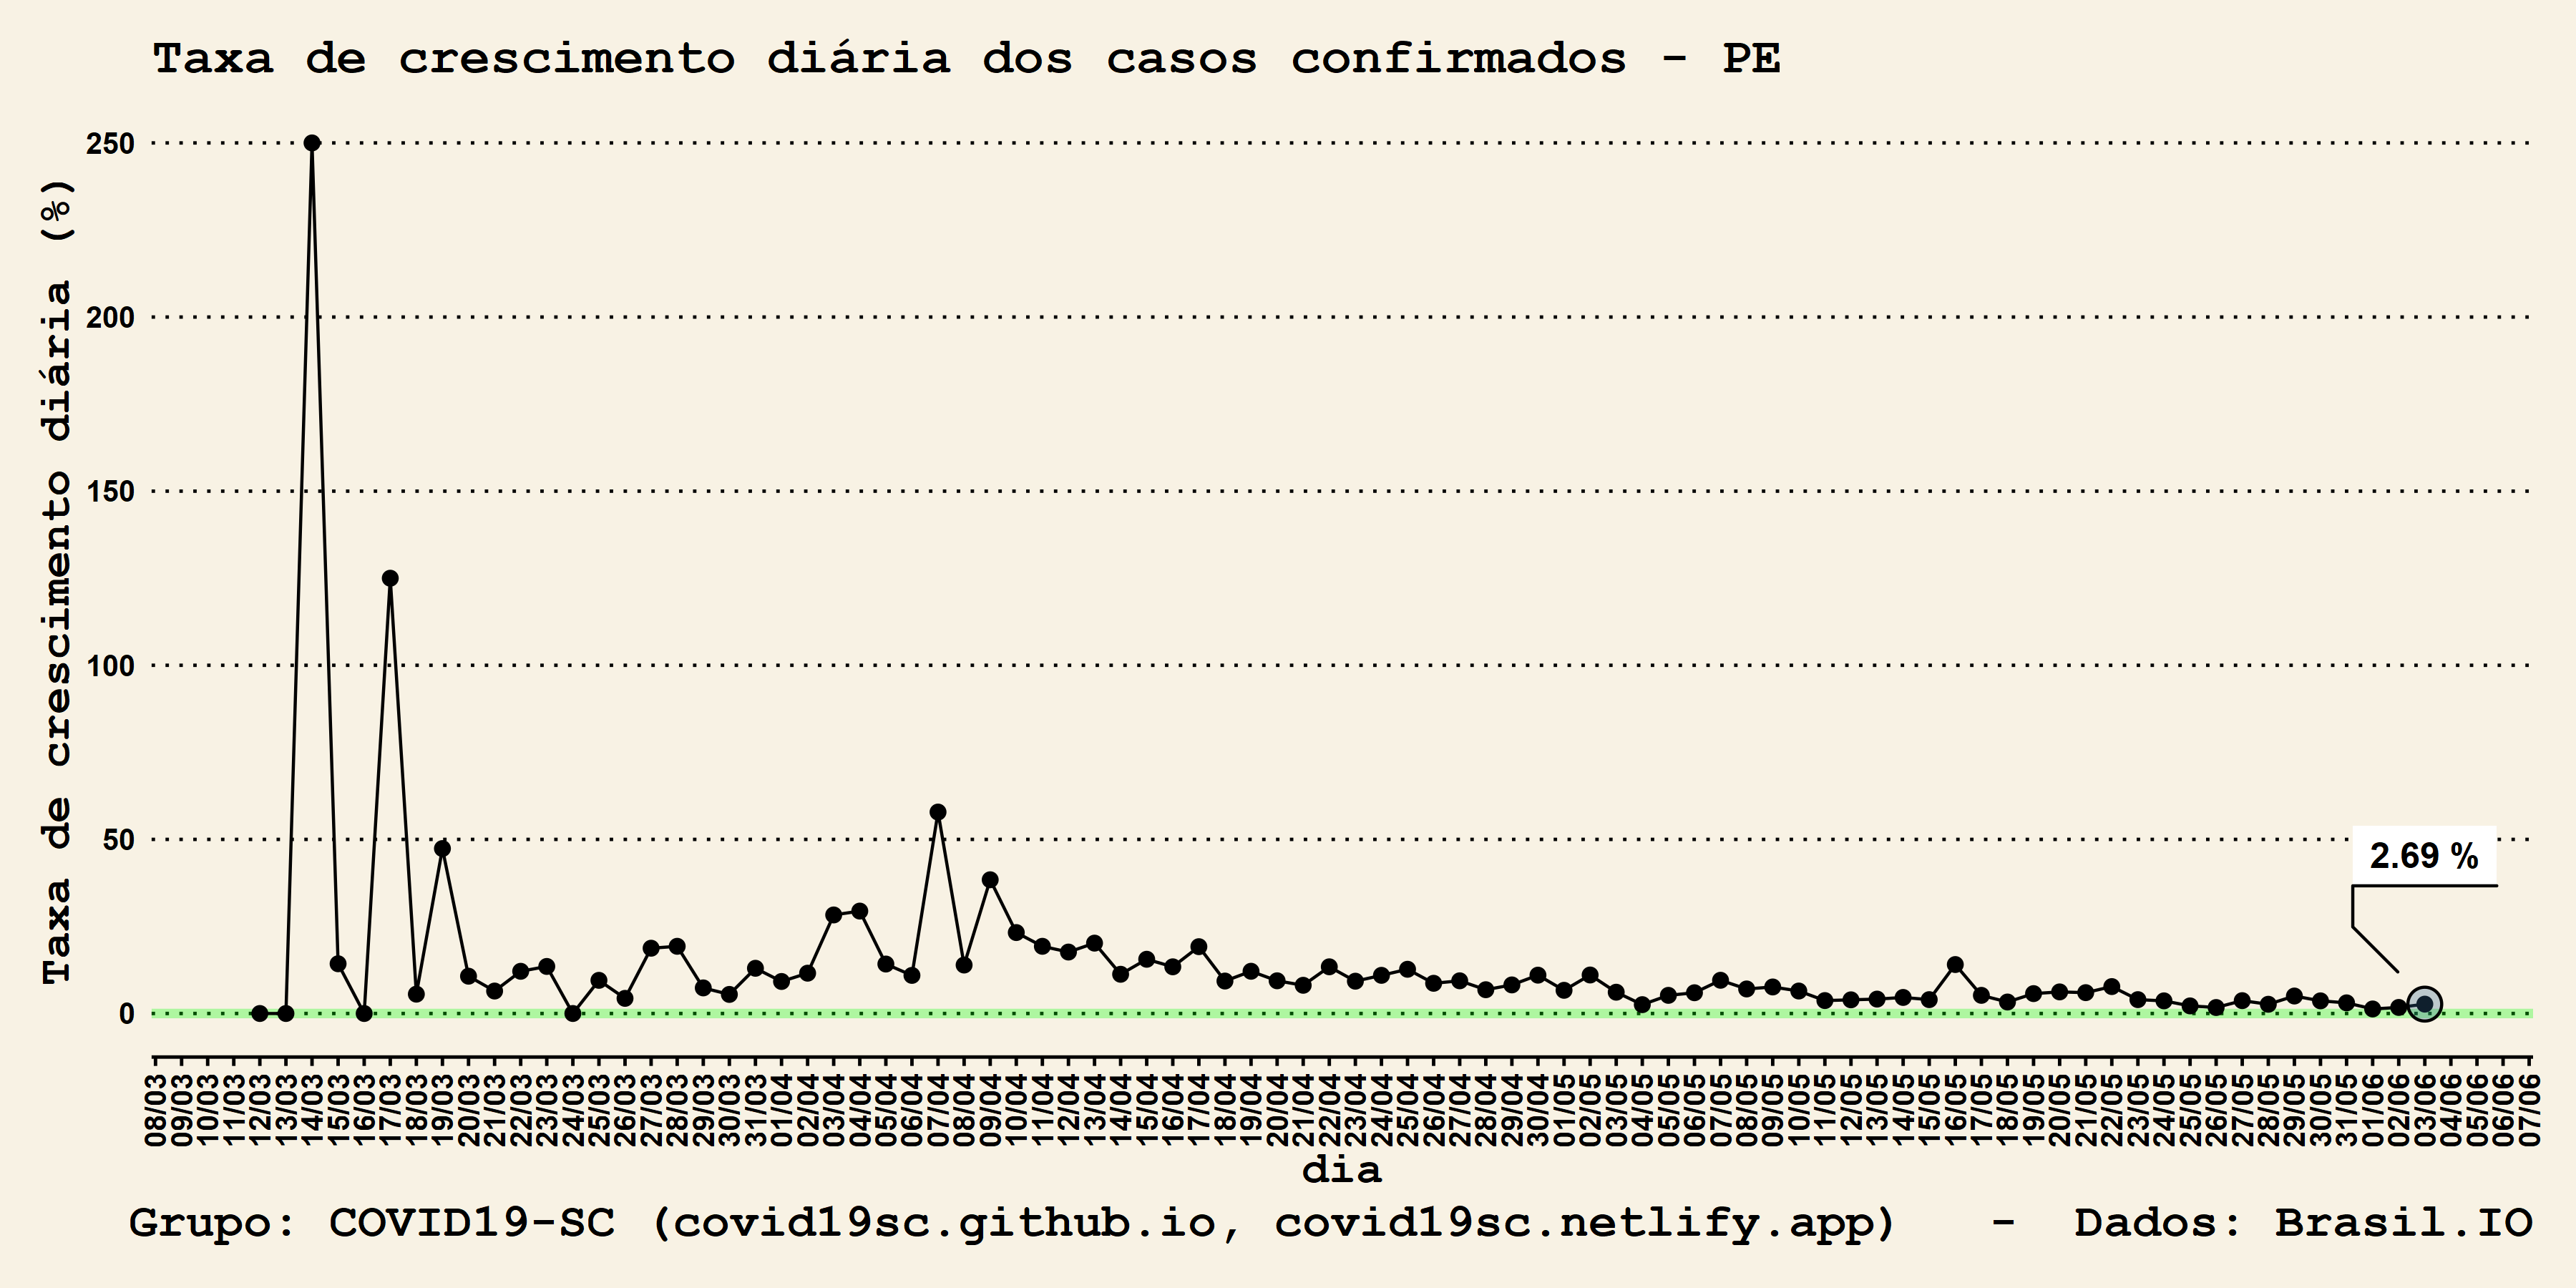 Taxa de crescimento diária dos casos confirmados - PE
Taxa de crescimento diária (%)
250
200
150
100
50
0
2.69 %
08/03 09/03 10/03 11/03 12/03 13/03 14/03 15/03 16/03 17/03 18/03 19/03 20/03 21/03 22/03 23/03 24/03 25/03 26/03 27/03 28/03 29/03 30/03 31/03 01/04 02/04 03/04 04/04 05/04 06/04 07/04 08/04 09/04 10/04 11/04 12/04 13/04 14/04 15/04 16/04 17/04 18/04 19/04 20/04 21/04 22/04 23/04 24/04 25/04 26/04 27/04 28/04 29/04 30/04 01/05 02/05 03/05 04/05 05/05 06/05 07/05 08/05 09/05 10/05 11/05 12/05 13/05 14/05 15/05 16/05 17/05 18/05 19/05 20/05 21/05 22/05 23/05 24/05 25/05 26/05 27/05 28/05 29/05 30/05 31/05 01/06 02/06 03/06 04/06 05/06 06/06 07/06
dia
Grupo: COVID19-SC (covid19sc.github.io, covid19sc.netlify.app) - Dados: Brasil.IO